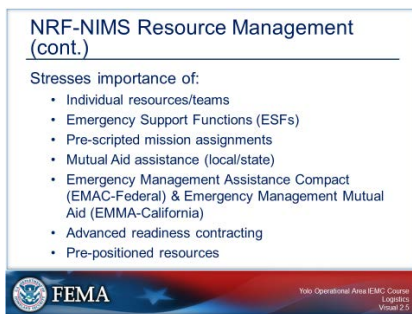 NRF-NIMS Resource Management
(cont.)
Stresses importance of:
• Individual resources/teams
• Emergency Support Functions (ESFs)
• Pre-scripted mission assignments
• Mutual Aid assistance (local/state)
• Emergency Management Assistance Compact
(EMAC-Federal) & Emergency Management Mutual
Aid (EMMA-California)
• Advanced readiness contracting
• Pre-positioned resources
FEMA
Yolo Operational Area IEMC Course
Logistics
Visual 2.5